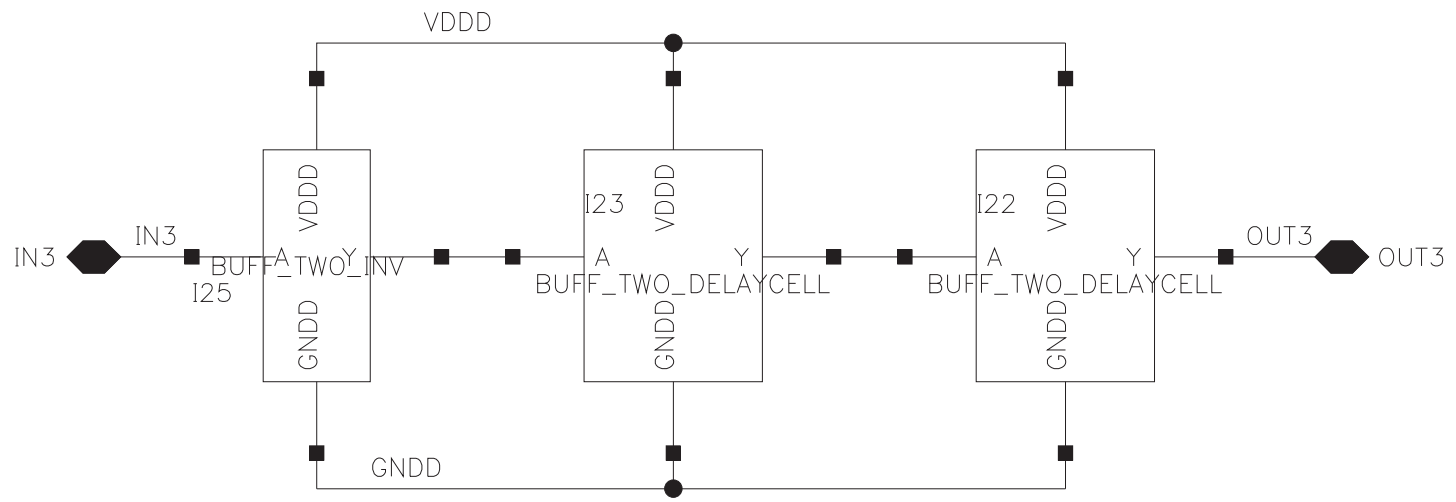 VDDD
VDDD
VDDD
VDDD
I23
I22
IN3
IN3
A
Y
A
Y
A
Y
OUT3
OUT3
BUFF_TWO_INV
BUFF_TWO_DELAYCELL
BUFF_TWO_DELAYCELL
I25
GNDD
GNDD
GNDD
GNDD